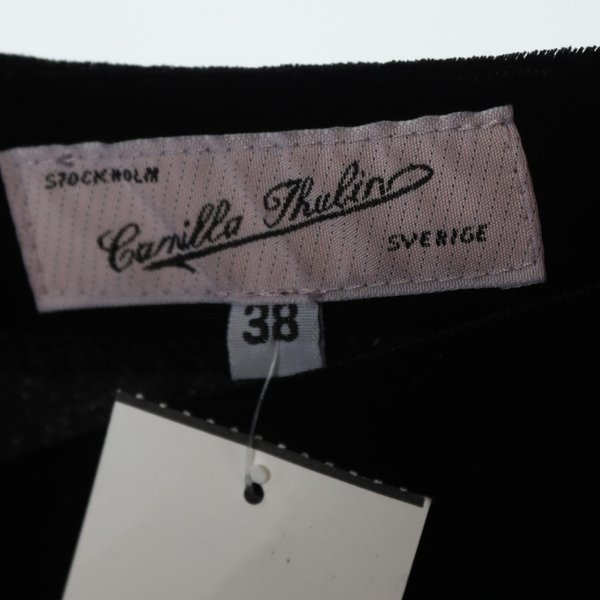 STOCKHOLM
Camilla Thulin
SVERIGE
38